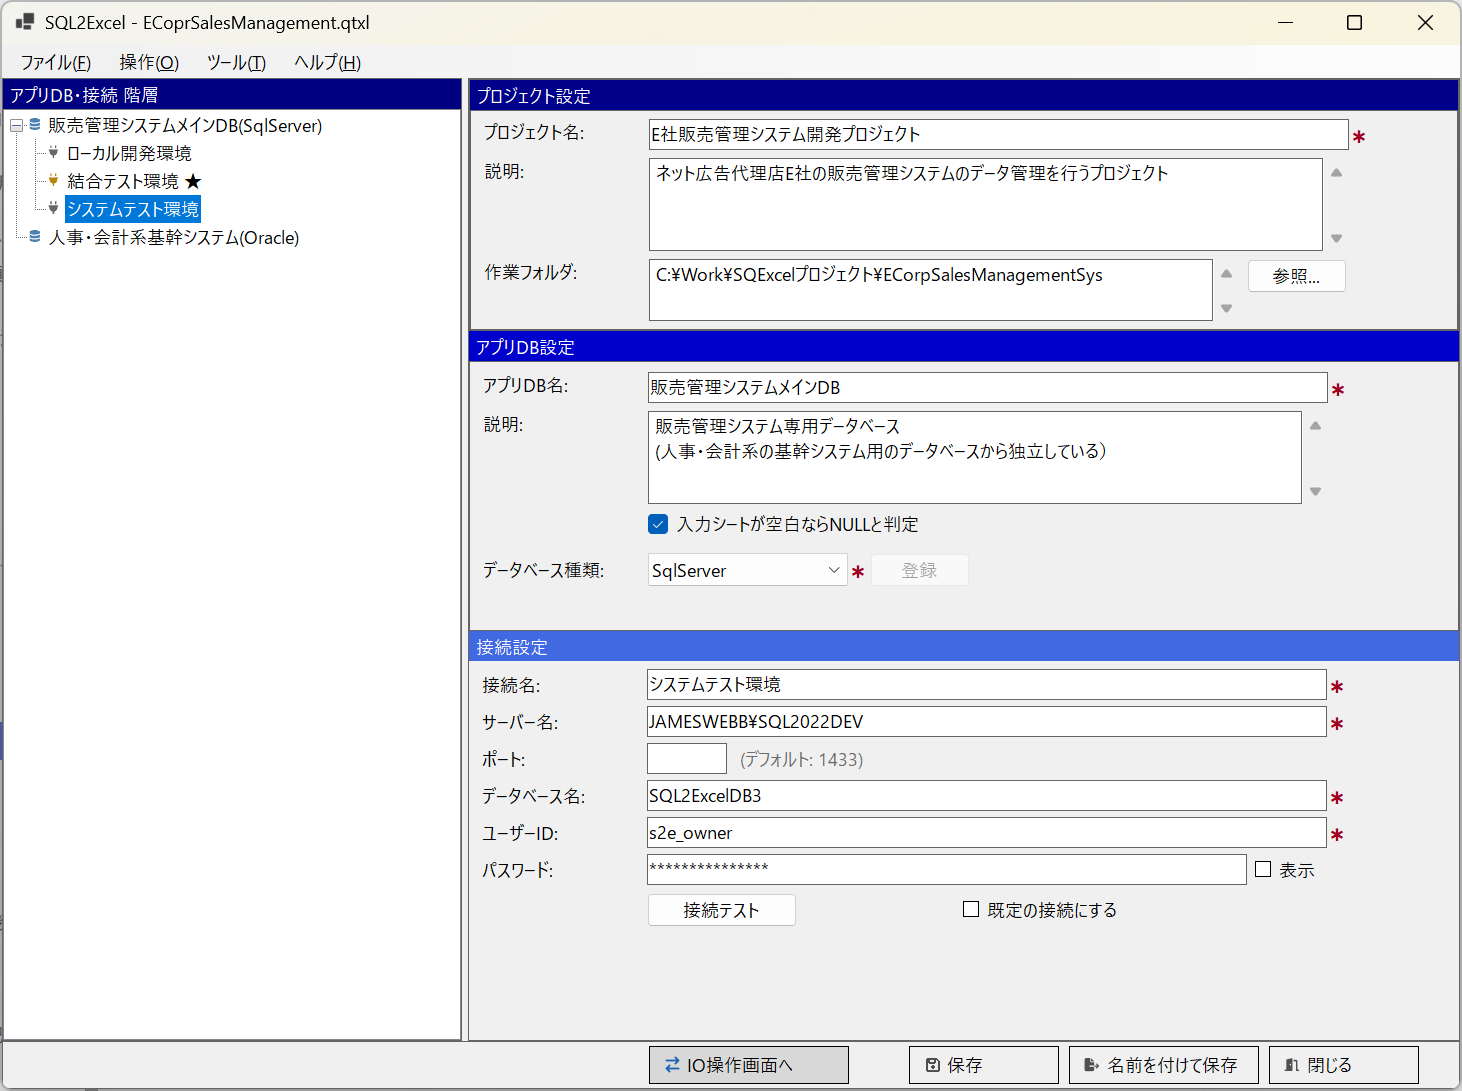 SQL2Excel - ECoprSalesManagement.qtxl
ファイル(F) 操作(O) ツール(T) ヘルプ(H)
アプリDB・接続 階層
販売管理システムメインDB(SqlServer)
ローカル開発環境
結合テスト環境 ★
システムテスト環境
人事・会計系基幹システム(Oracle)
プロジェクト設定
プロジェクト名: E社販売管理システム開発プロジェクト *
説明: ネット広告代理店E社の販売管理システムのデータ管理を行うプロジェクト
作業フォルダ: C:¥Work¥SQExcelプロジェクト¥ECorpSalesManagementSys 参照...
アプリDB設定
アプリDB名: 販売管理システムメインDB *
説明: 販売管理システム専用データベース
(人事・会計系の基幹システム用のデータベースから独立している)
入力シートが空白ならNULLと判定
データベース種類: SqlServer * 登録
接続設定
接続名: システムテスト環境 *
サーバー名: JAMESWEBB¥SQL2022DEV *
ポート: (デフォルト: 1433)
データベース名: SQL2ExcelDB3 *
ユーザーID: s2e_owner *
パスワード: *************** 表示
接続テスト 既定の接続にする
IO操作画面へ 保存 名前を付けて保存 閉じる